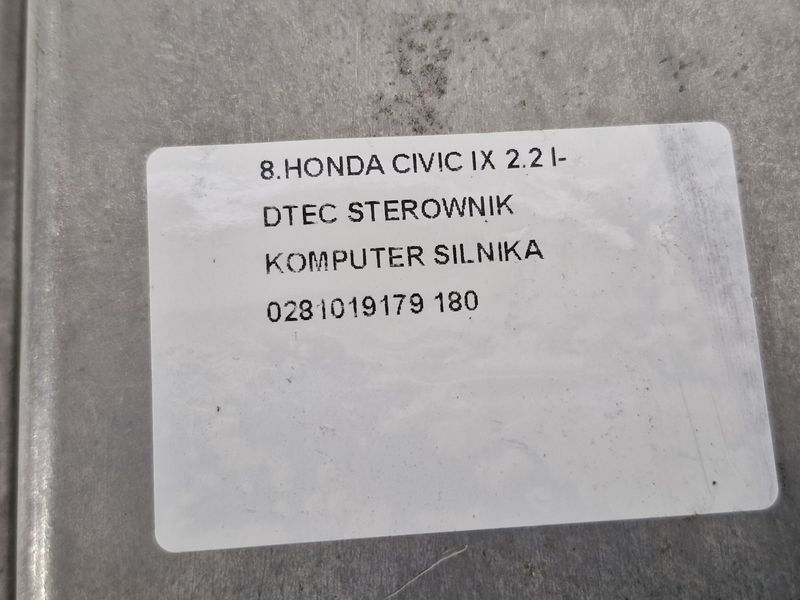 8.HONDA CIVIC IX 2.2 I-
DTEC STEROWNIK
KOMPUTER SILNIKA
0281019179 180